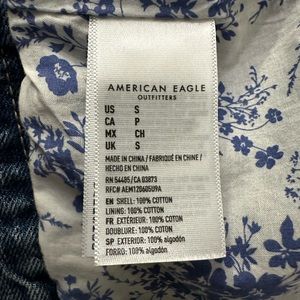 AMERICAN EAGLE
OUTFITTERS
US S
CA P
MX CH
UK S
MADE IN CHINA / FABRIQUÉ EN CHINE /
HECHO EN CHINA
RN 54485/CA 03873
RFC# AEM12060509A
EN SHELL: 100% COTTON
LINING: 100% COTTON
FR EXTÉRIEUR: 100% COTON
DOUBLURE: 100% COTON
SP EXTERIOR: 100% algodón
FORRO: 100% algodón